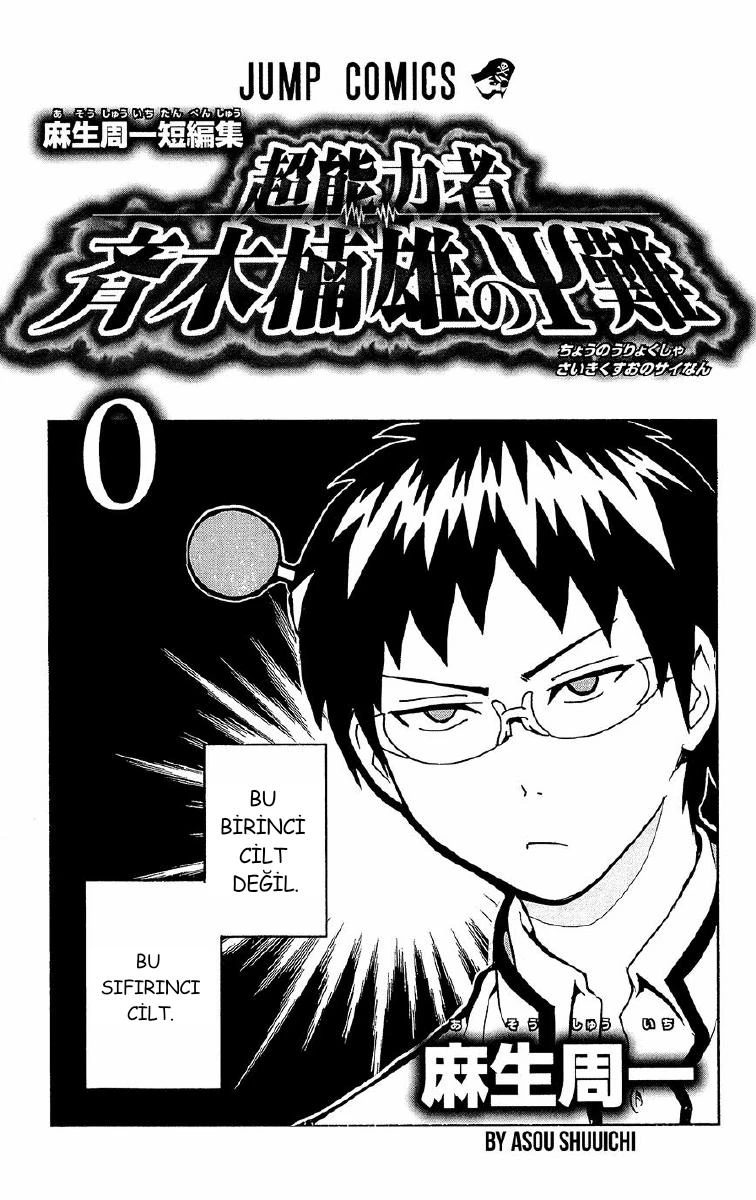 JUMP COMICS
あそうしゅういちたんぺんしゅう
麻生周一短編集
超能力者
斉木楠雄のΨ難
ちょうのうりょくしゃ
さいきくすおのサイなん
0
BU
BİRİNCİ
CİLT
DEĞİL.
BU
SIFIRINCI
CİLT.
あそうしゅういち
麻生周一
BY ASOU SHUUICHI